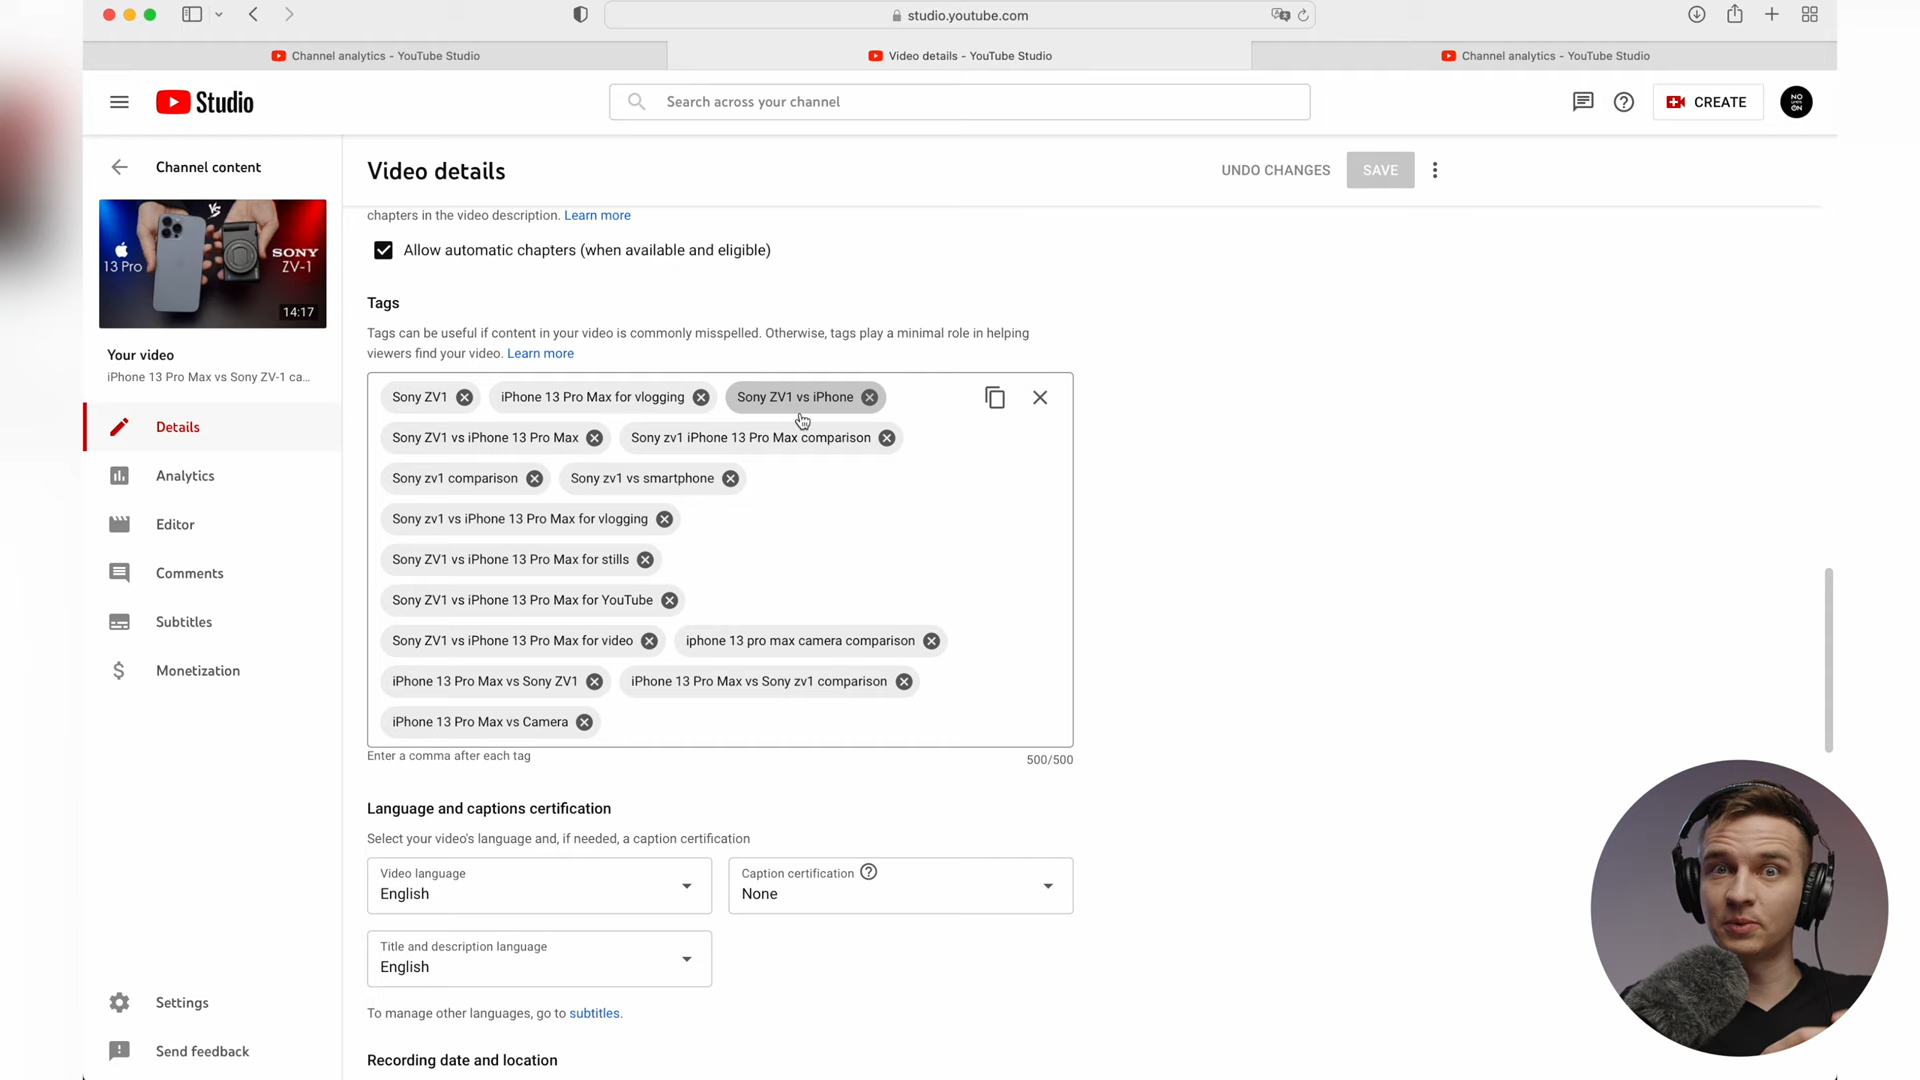 studio.youtube.com
Channel analytics - YouTube Studio
Video details - YouTube Studio
Channel analytics - YouTube Studio
Studio
Search across your channel
CREATE
NO
ON
Channel content
Video details
UNDO CHANGES
SAVE
VS
13 Pro
SONY
ZV-1
14:17
Your video
iPhone 13 Pro Max vs Sony ZV-1 ca...
Details
Analytics
Editor
Comments
Subtitles
Monetization
Settings
Send feedback
chapters in the video description. Learn more
Allow automatic chapters (when available and eligible)
Tags
Tags can be useful if content in your video is commonly misspelled. Otherwise, tags play a minimal role in helping
viewers find your video. Learn more
Sony ZV1 iPhone 13 Pro Max for vlogging Sony ZV1 vs iPhone
Sony ZV1 vs iPhone 13 Pro Max Sony zv1 iPhone 13 Pro Max comparison
Sony zv1 comparison Sony zv1 vs smartphone
Sony zv1 vs iPhone 13 Pro Max for vlogging
Sony ZV1 vs iPhone 13 Pro Max for stills
Sony ZV1 vs iPhone 13 Pro Max for YouTube
Sony ZV1 vs iPhone 13 Pro Max for video iphone 13 pro max camera comparison
iPhone 13 Pro Max vs Sony ZV1 iPhone 13 Pro Max vs Sony zv1 comparison
iPhone 13 Pro Max vs Camera
Enter a comma after each tag
500/500
Language and captions certification
Select your video's language and, if needed, a caption certification
Video language
English
Caption certification
None
Title and description language
English
To manage other languages, go to subtitles.
Recording date and location